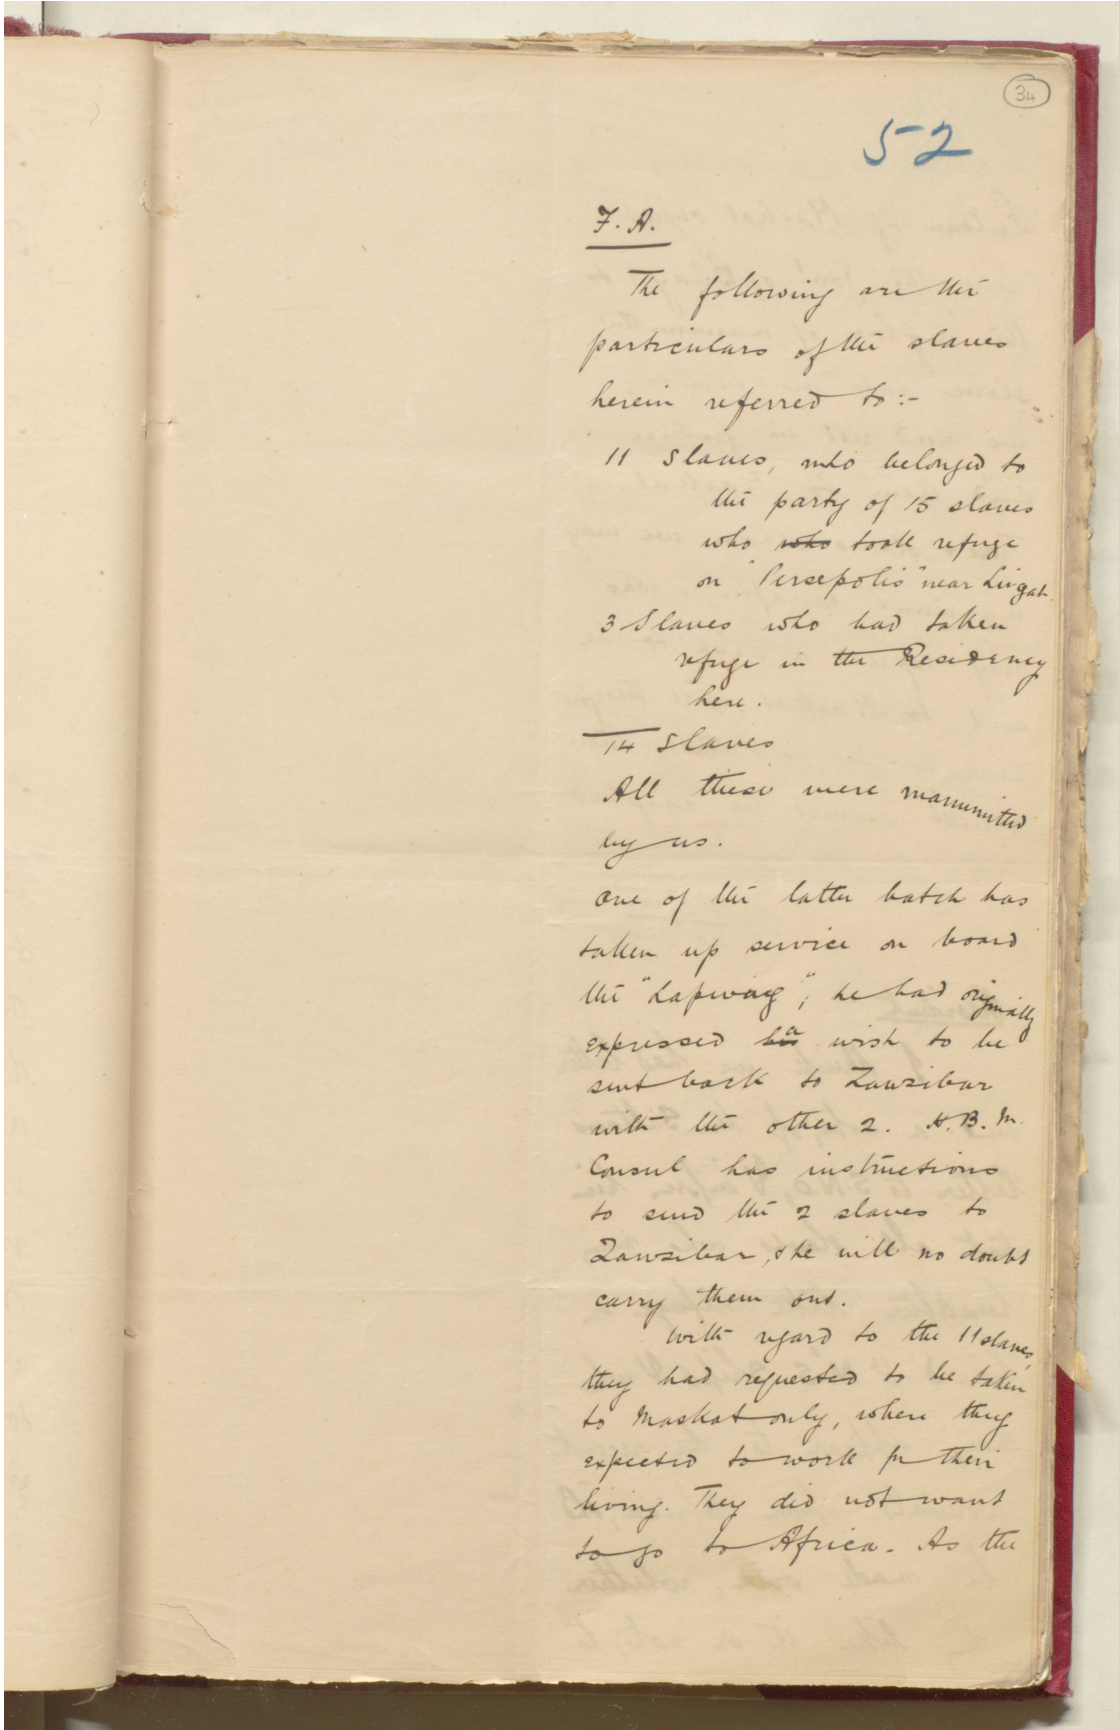 34
52
F. A.
The following are the
particulars of the slaves
herein referred to :-
11 Slaves, who belonged to
the party of 15 slaves
who who took refuge
on "Persepolis" near Lingah.
3 Slaves who had taken
refuge in the Residency
here.
14 Slaves
All these were manumitted
by us.
One of the latter batch has
taken up service on board
the "Lapwing"; he had originally
expressed a wish to be
sent back to Zanzibar
with the other 2. H.B.M.
Consul has instructions
to send the 2 slaves to
Zanzibar, & he will no doubt
carry them out.
With regard to the 11 slaves,
they had requested to be taken
to Maskat only, where they
expected to work for their
living. They did not want
to go to Africa. As the